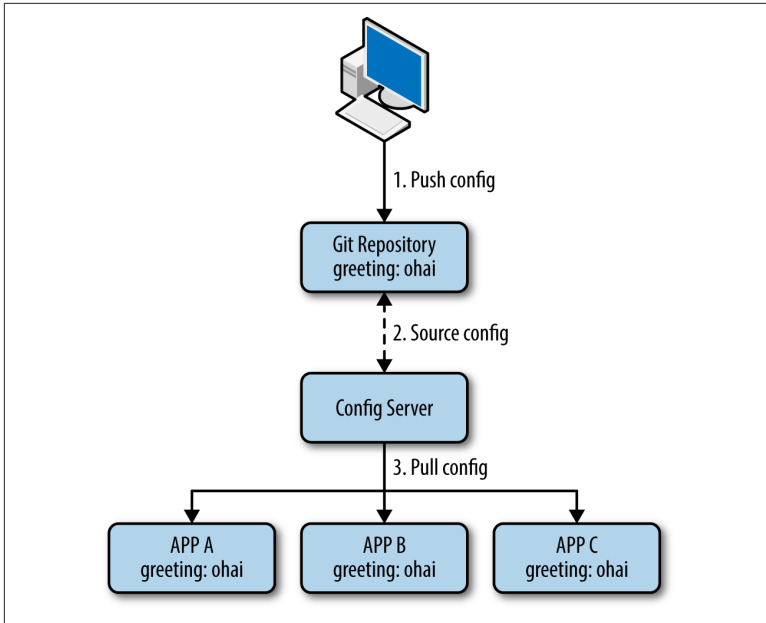 1. Push config
Git Repository
greeting: ohai
2. Source config
Config Server
3. Pull config
APP A
greeting: ohai
APP B
greeting: ohai
APP C
greeting: ohai